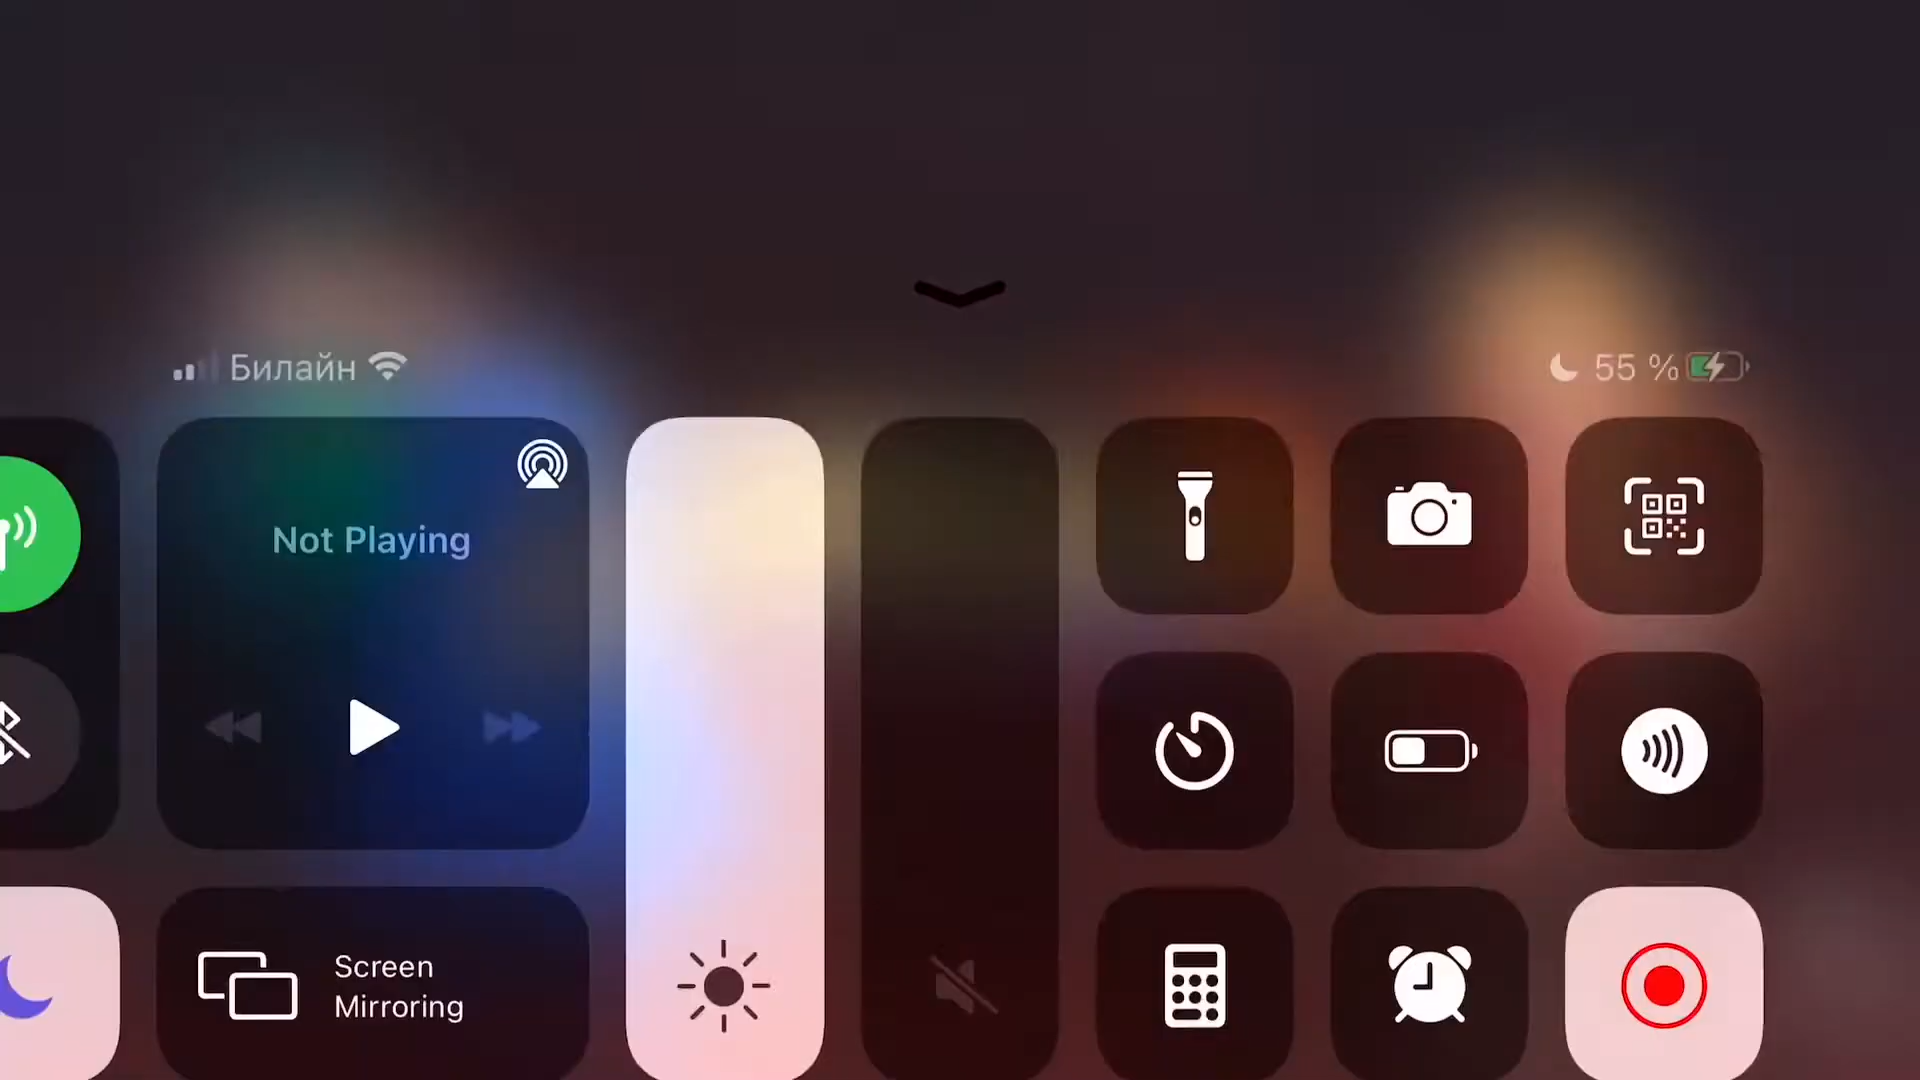 Билайн
55 %
Not Playing
Screen
Mirroring